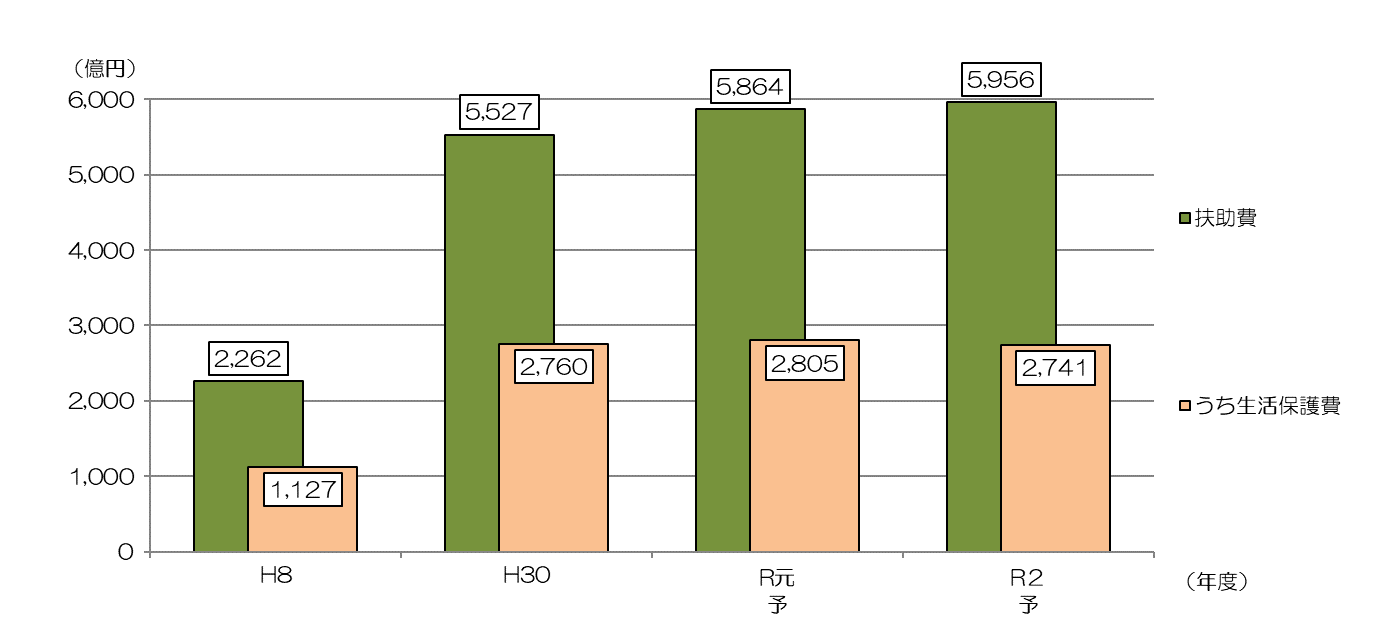 （億円）
6,000
5,000
4,000
3,000
2,000
1,000
0
2,262
1,127
5,527
2,760
5,864
2,805
5,956
2,741
H8
H30
R元
予
R2
予
（年度）
扶助費
うち生活保護費